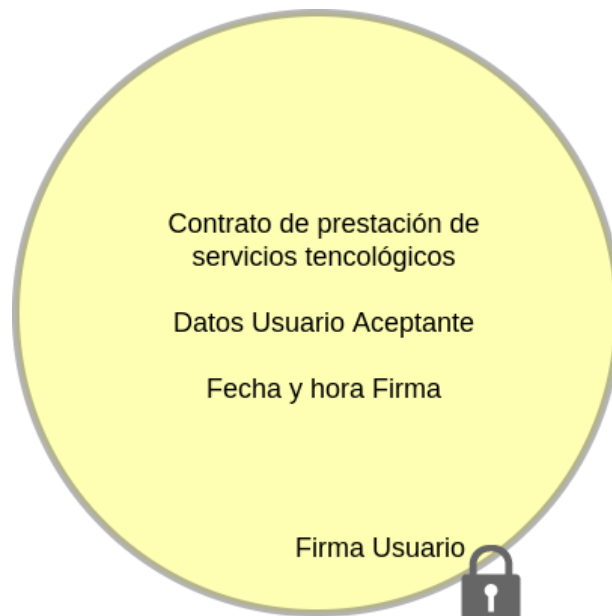 Contrato de prestación de
servicios tencológicos
Datos Usuario Aceptante
Fecha y hora Firma
Firma Usuario